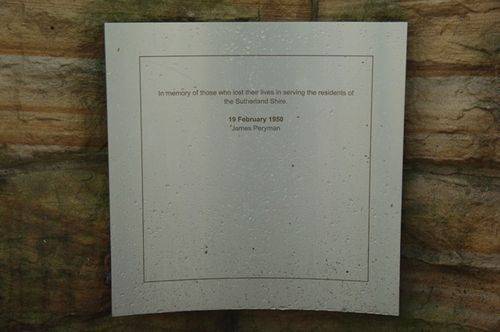 In memory of those who lost their lives in serving the residents of
the Sutherland Shire.
19 February 1950
James Peryman